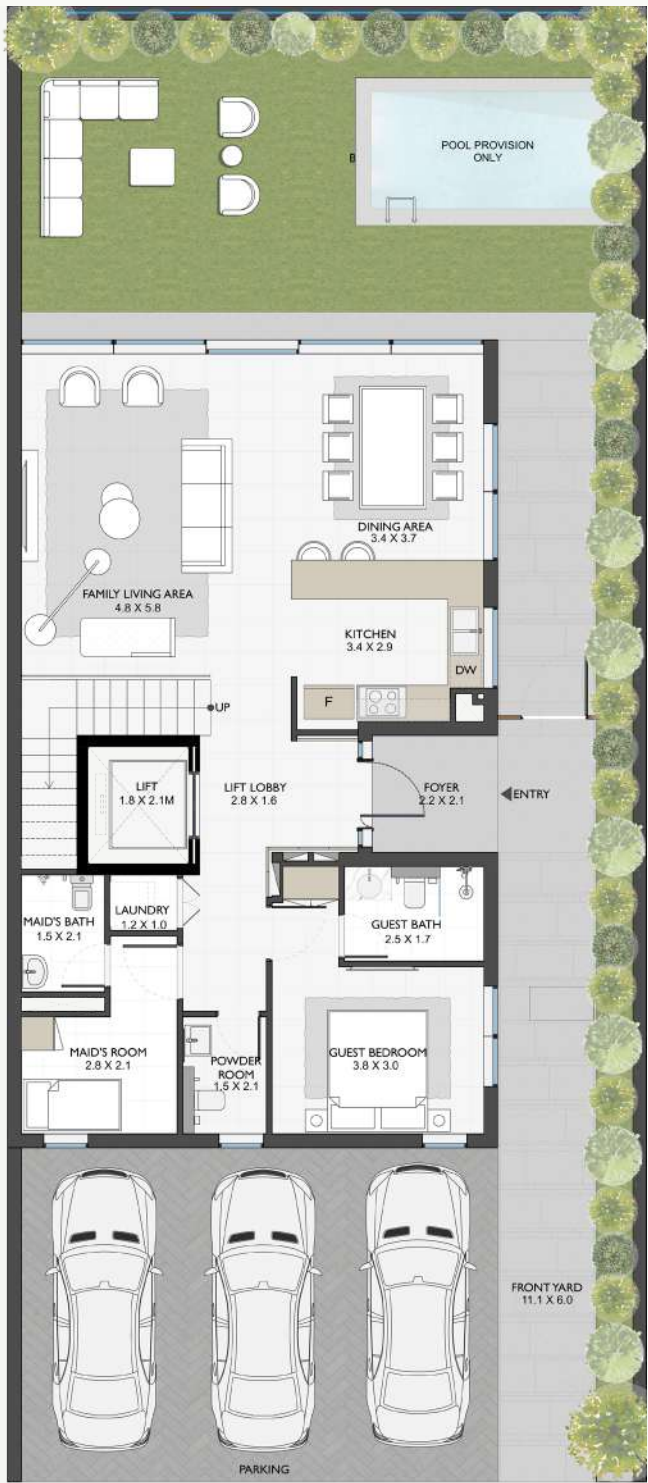 POOL PROVISION
ONLY
B
DINING AREA
3.4 X 3.7
FAMILY LIVING AREA
4.8 X 5.8
KITCHEN
3.4 X 2.9
DW
F
UP
LIFT
1.8 X 2.1M
LIFT LOBBY
2.8 X 1.6
FOYER
2.2 X 2.1
ENTRY
MAID'S BATH
1.5 X 2.1
LAUNDRY
1.2 X 1.0
GUEST BATH
2.5 X 1.7
MAID'S ROOM
2.8 X 2.1
POWDER
ROOM
1.5 X 2.1
GUEST BEDROOM
3.8 X 3.0
FRONT YARD
11.1 X 6.0
PARKING